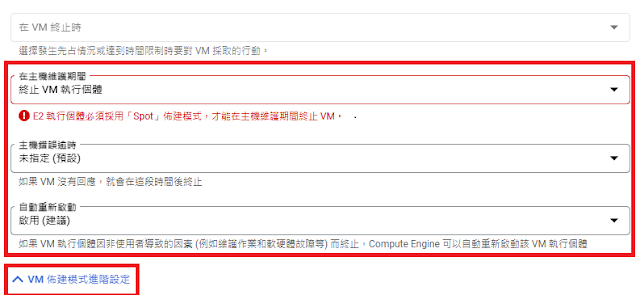 在 VM 終止時
選擇發生先占情況或達到時間限制時要對 VM 採取的行動。
在主機維護期間
終止 VM 執行個體
E2 執行個體必須採用「Spot」佈建模式，才能在主機維護期間終止 VM。
主機錯誤逾時
未指定 (預設)
如果 VM 沒有回應，就會在這段時間後終止
自動重新啟動
啟用 (建議)
如果 VM 執行個體因非使用者導致的因素 (例如維護作業和軟硬體故障等) 而終止，Compute Engine 可以自動重新啟動該 VM 執行個體
VM 佈建模式進階設定